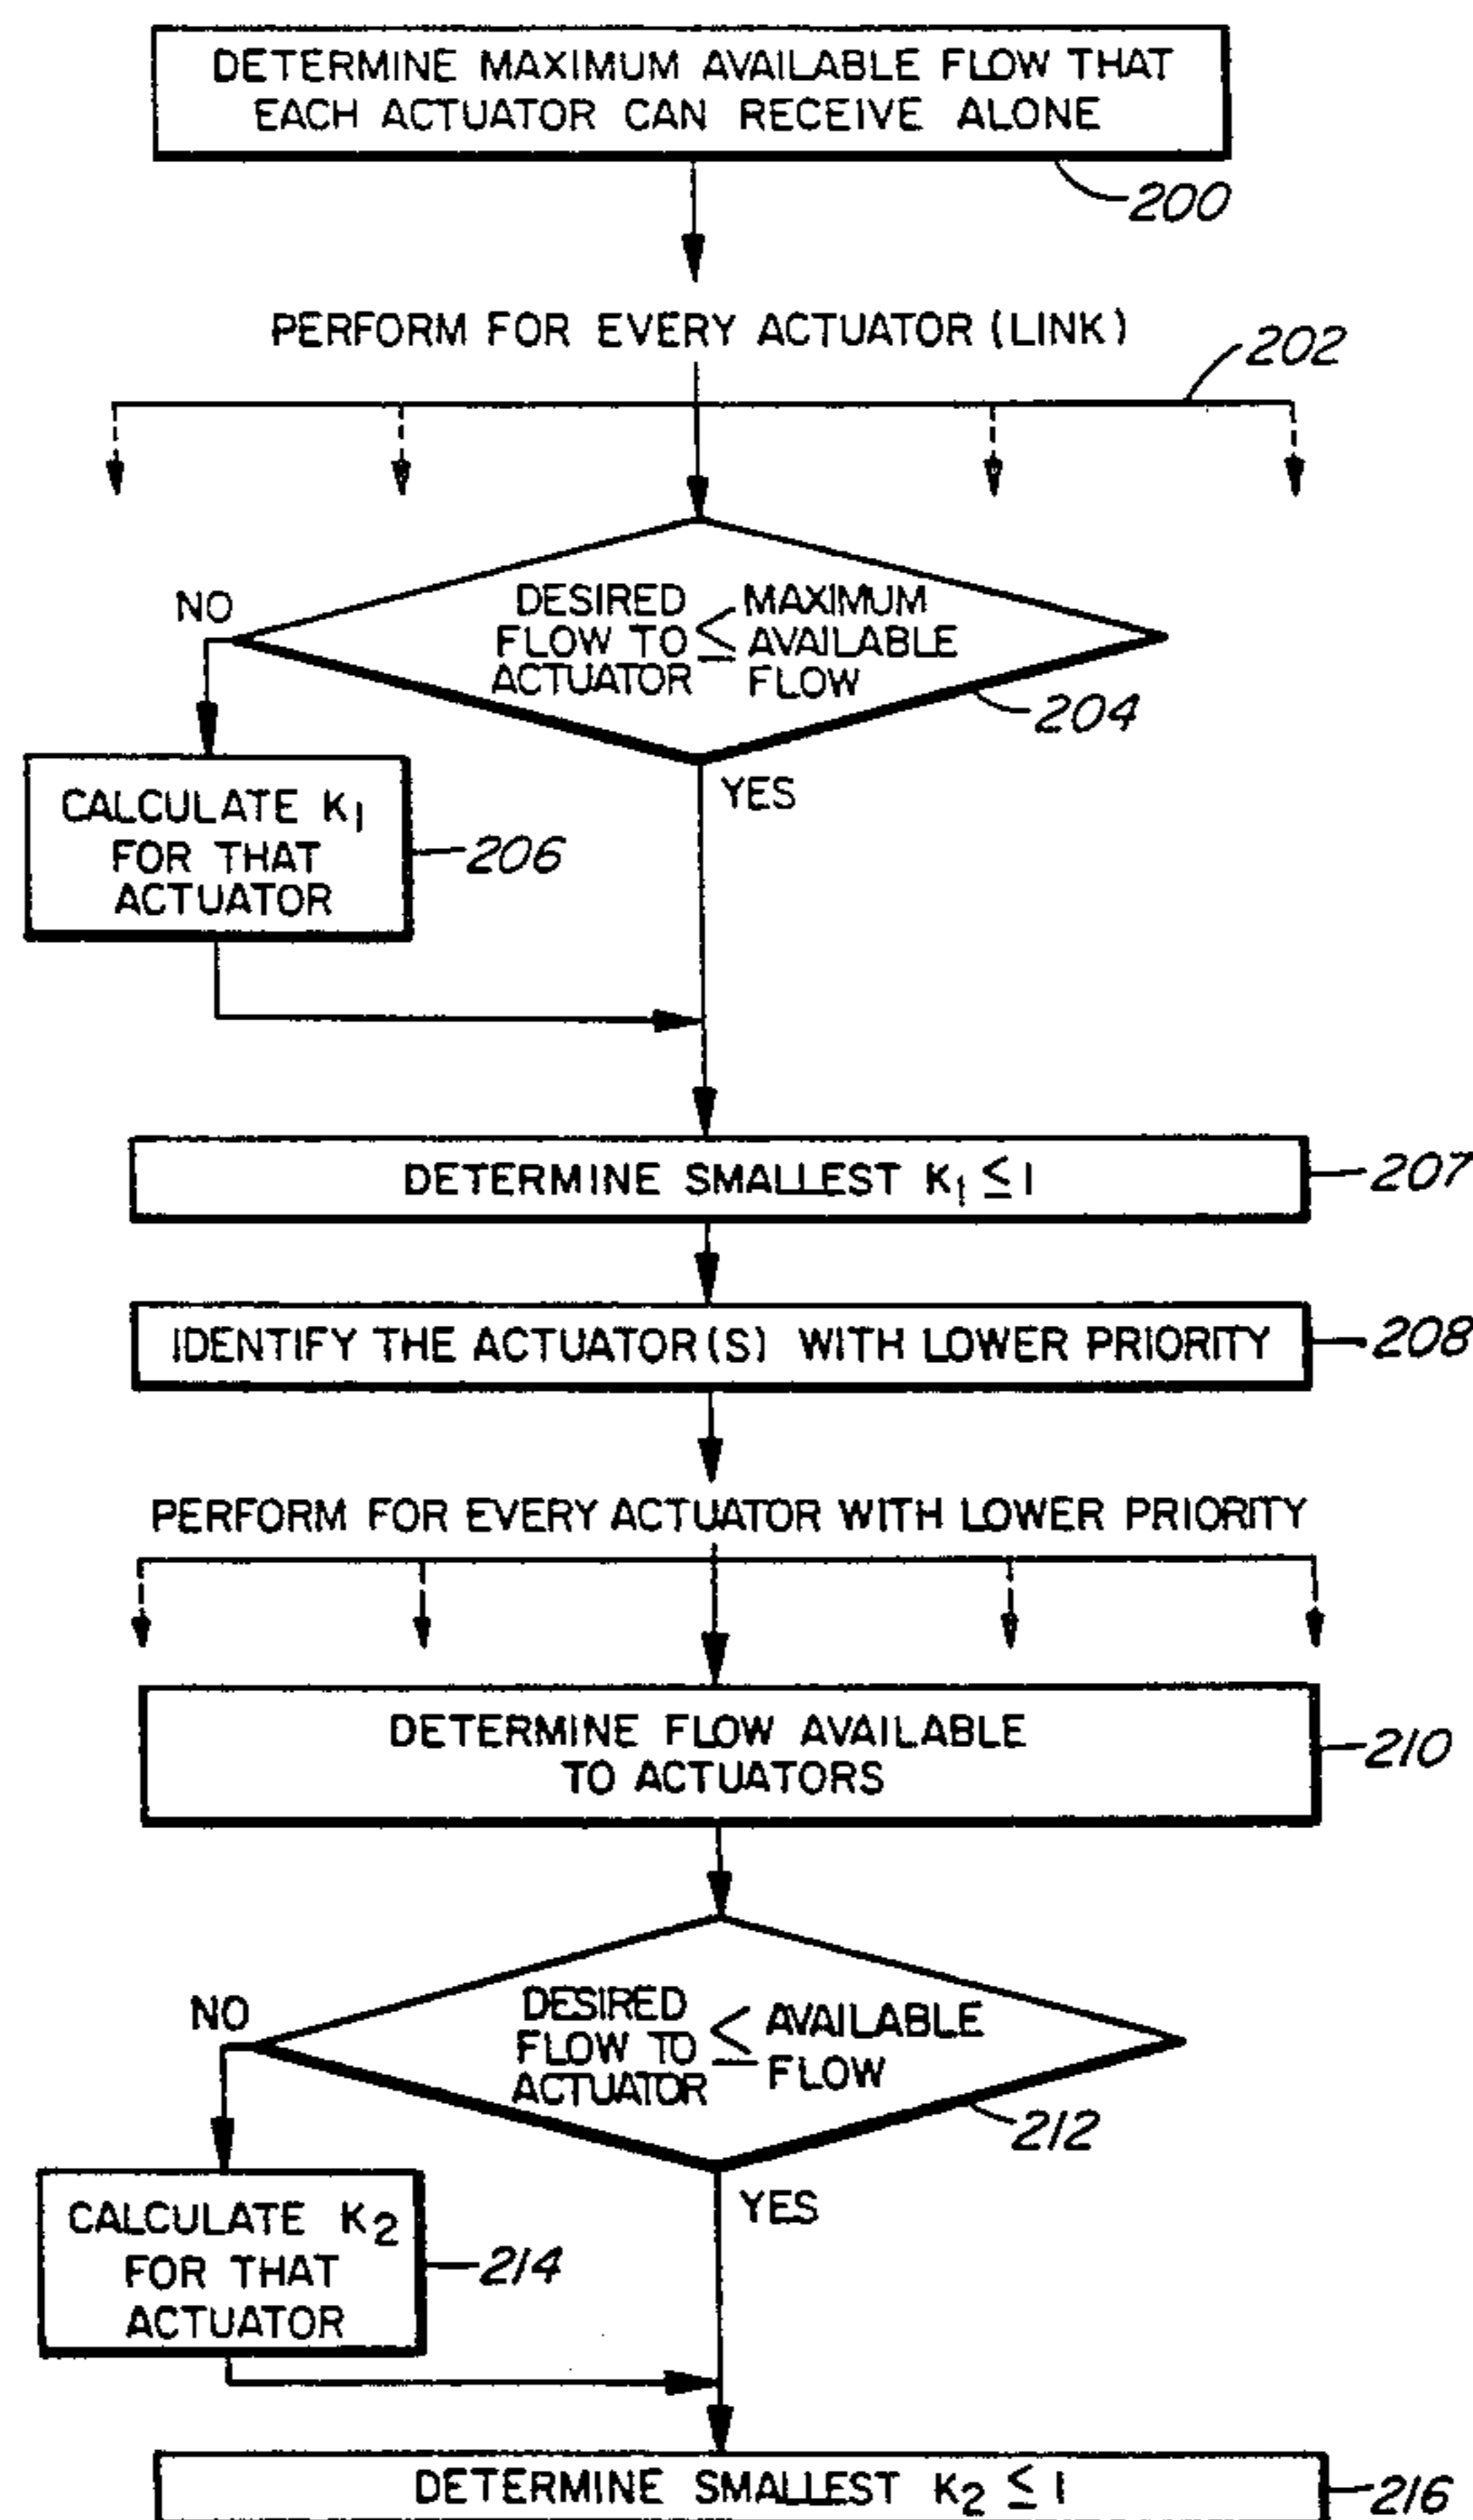 DETERMINE MAXIMUM AVAILABLE FLOW THAT
EACH ACTUATOR CAN RECEIVE ALONE
200
PERFORM FOR EVERY ACTUATOR (LINK)
202
NO
DESIRED
FLOW TO
ACTUATOR
≤
MAXIMUM
AVAILABLE
FLOW
204
YES
CALCULATE K₁
FOR THAT
ACTUATOR
206
DETERMINE SMALLEST K₁ ≤ 1
207
IDENTIFY THE ACTUATOR(S) WITH LOWER PRIORITY
208
PERFORM FOR EVERY ACTUATOR WITH LOWER PRIORITY
DETERMINE FLOW AVAILABLE
TO ACTUATORS
210
NO
DESIRED
FLOW TO
ACTUATOR
≤
AVAILABLE
FLOW
212
YES
CALCULATE K₂
FOR THAT
ACTUATOR
214
DETERMINE SMALLEST K₂ ≤ 1
216